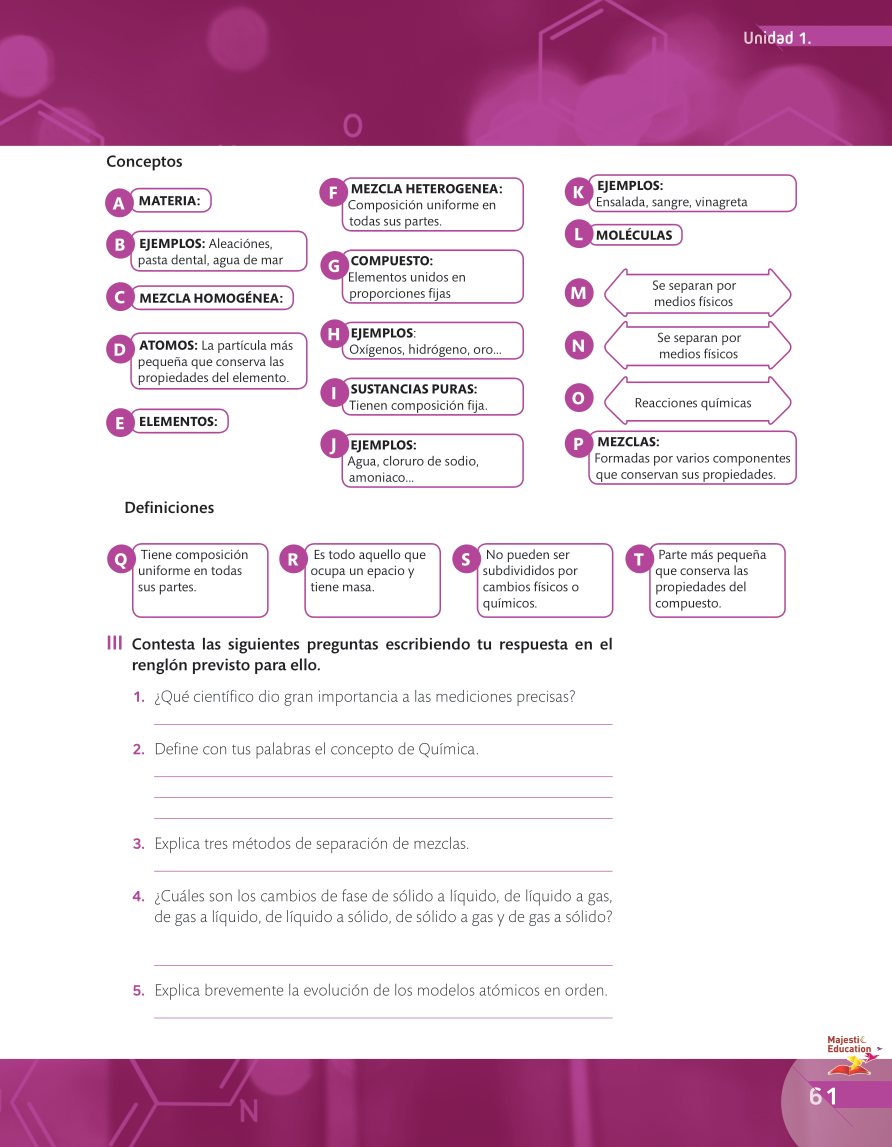 Unidad 1.
O
Conceptos
A MATERIA:
B EJEMPLOS: Aleaciónes,
pasta dental, agua de mar
C MEZCLA HOMOGÉNEA:
D ATOMOS: La partícula más
pequeña que conserva las
propiedades del elemento.
E ELEMENTOS:
F MEZCLA HETEROGENEA:
Composición uniforme en
todas sus partes.
G COMPUESTO:
Elementos unidos en
proporciones fijas
H EJEMPLOS:
Oxígenos, hidrógeno, oro...
I SUSTANCIAS PURAS:
Tienen composición fija.
J EJEMPLOS:
Agua, cloruro de sodio,
amoniaco...
K EJEMPLOS:
Ensalada, sangre, vinagreta
L MOLÉCULAS
M Se separan por
medios físicos
N Se separan por
medios físicos
O Reacciones químicas
P MEZCLAS:
Formadas por varios componentes
que conservan sus propiedades.
Definiciones
Q Tiene composición
uniforme en todas
sus partes.
R Es todo aquello que
ocupa un epacio y
tiene masa.
S No pueden ser
subdivididos por
cambios físicos o
químicos.
T Parte más pequeña
que conserva las
propiedades del
compuesto.
III Contesta las siguientes preguntas escribiendo tu respuesta en el
renglón previsto para ello.
1. ¿Qué científico dio gran importancia a las mediciones precisas?
2. Define con tus palabras el concepto de Química.
3. Explica tres métodos de separación de mezclas.
4. ¿Cuáles son los cambios de fase de sólido a líquido, de líquido a gas,
de gas a líquido, de líquido a sólido, de sólido a gas y de gas a sólido?
5. Explica brevemente la evolución de los modelos atómicos en orden.
Majestic
Education
61
N